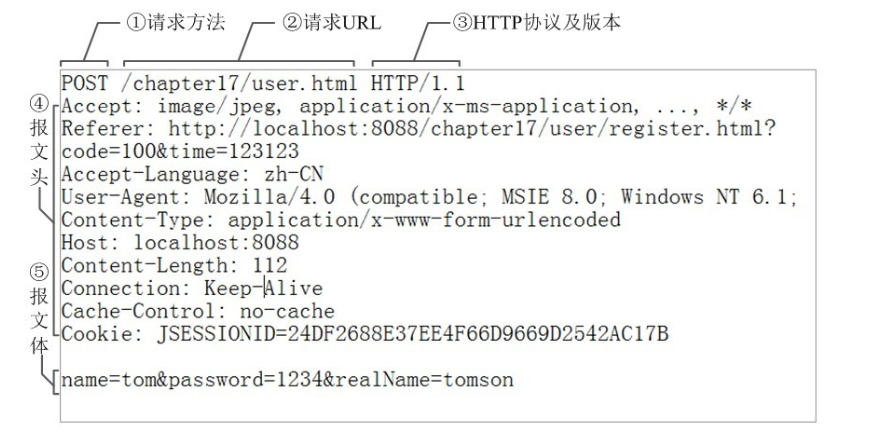 ①请求方法 ②请求URL ③HTTP协议及版本
POST /chapter17/user.html HTTP/1.1
④报文头
Accept: image/jpeg, application/x-ms-application, ..., */*
Referer: http://localhost:8088/chapter17/user/register.html?
code=100&time=123123
Accept-Language: zh-CN
User-Agent: Mozilla/4.0 (compatible; MSIE 8.0; Windows NT 6.1;
Content-Type: application/x-www-form-urlencoded
Host: localhost:8088
Content-Length: 112
Connection: Keep-Alive
Cache-Control: no-cache
Cookie: JSESSIONID=24DF2688E37EE4F66D9669D2542AC17B
⑤报文体
name=tom&password=1234&realName=tomson